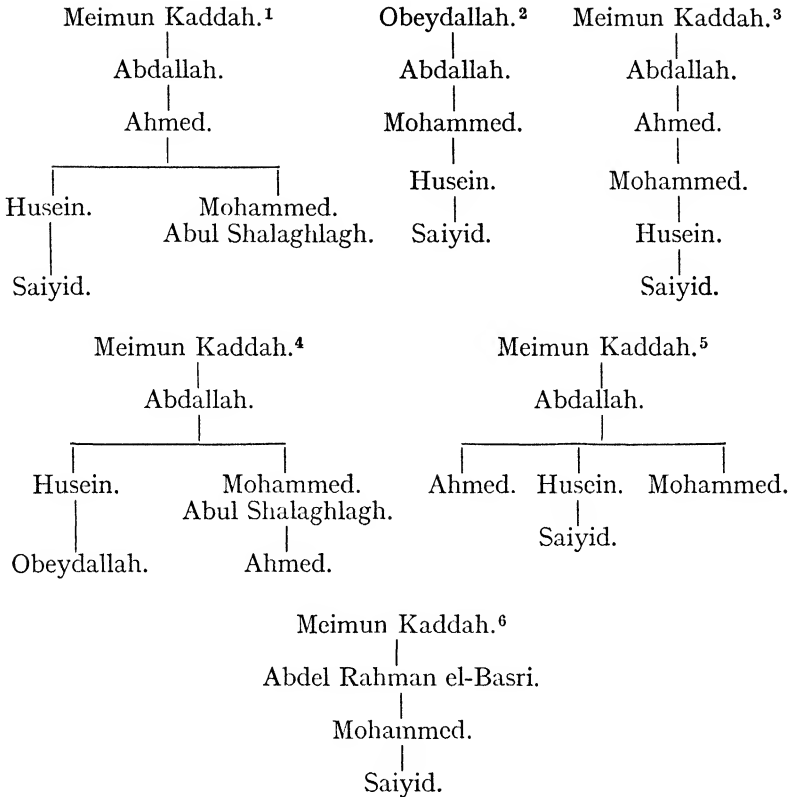 Meimun Kaddah.¹
Abdallah.
Ahmed.
Husein. Mohammed.
Abul Shalaghlagh.
Saiyid.
Obeydallah.²
Abdallah.
Mohammed.
Husein.
Saiyid.
Meimun Kaddah.³
Abdallah.
Ahmed.
Mohammed.
Husein.
Saiyid.
Meimun Kaddah.⁴
Abdallah.
Husein. Mohammed.
Abul Shalaghlagh.
Obeydallah. Ahmed.
Meimun Kaddah.⁵
Abdallah.
Ahmed. Husein. Mohammed.
Saiyid.
Meimun Kaddah.⁶
Abdel Rahman el-Basri.
Mohammed.
Saiyid.